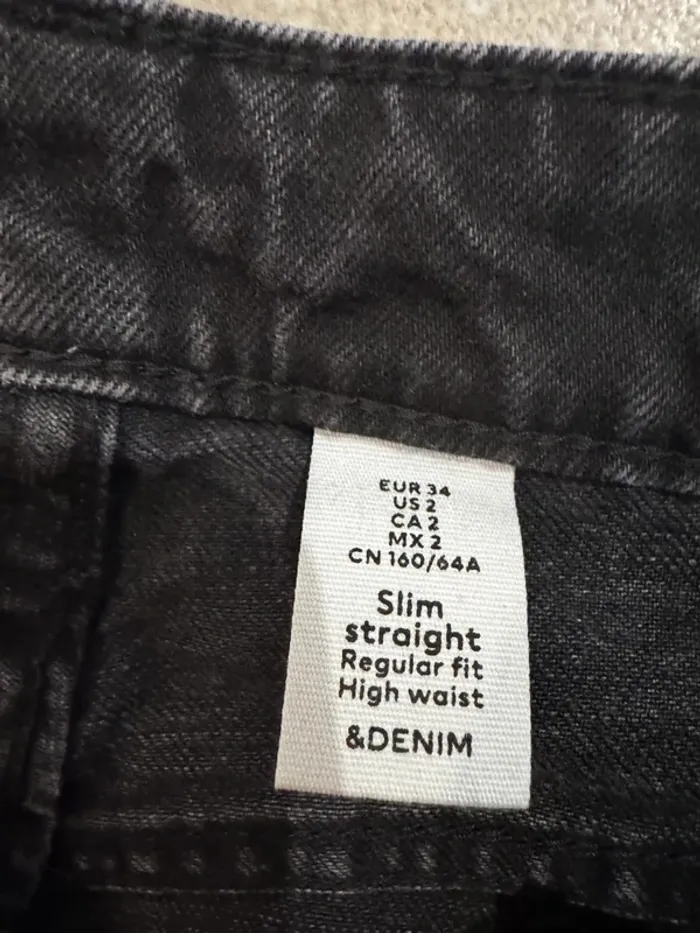 EUR 34
US 2
CA 2
MX 2
CN 160/64A
Slim
straight
Regular fit
High waist
&DENIM